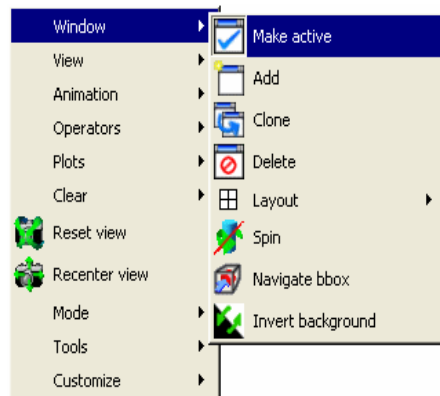 Window
View
Animation
Operators
Plots
Clear
Reset view
Recenter view
Mode
Tools
Customize
Make active
Add
Clone
Delete
Layout
Spin
Navigate bbox
Invert background